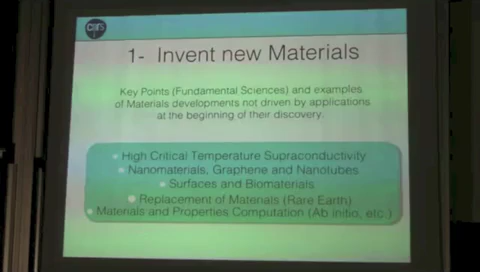 cnrs
1- Invent new Materials
Key Points (Fundamental Sciences) and examples
of Materials developments not driven by applications
at the beginning of their discovery.
• High Critical Temperature Supraconductivity
• Nanomaterials, Graphene and Nanotubes
• Surfaces and Biomaterials
• Replacement of Materials (Rare Earth)
• Materials and Properties Computation (Ab initio, etc.)